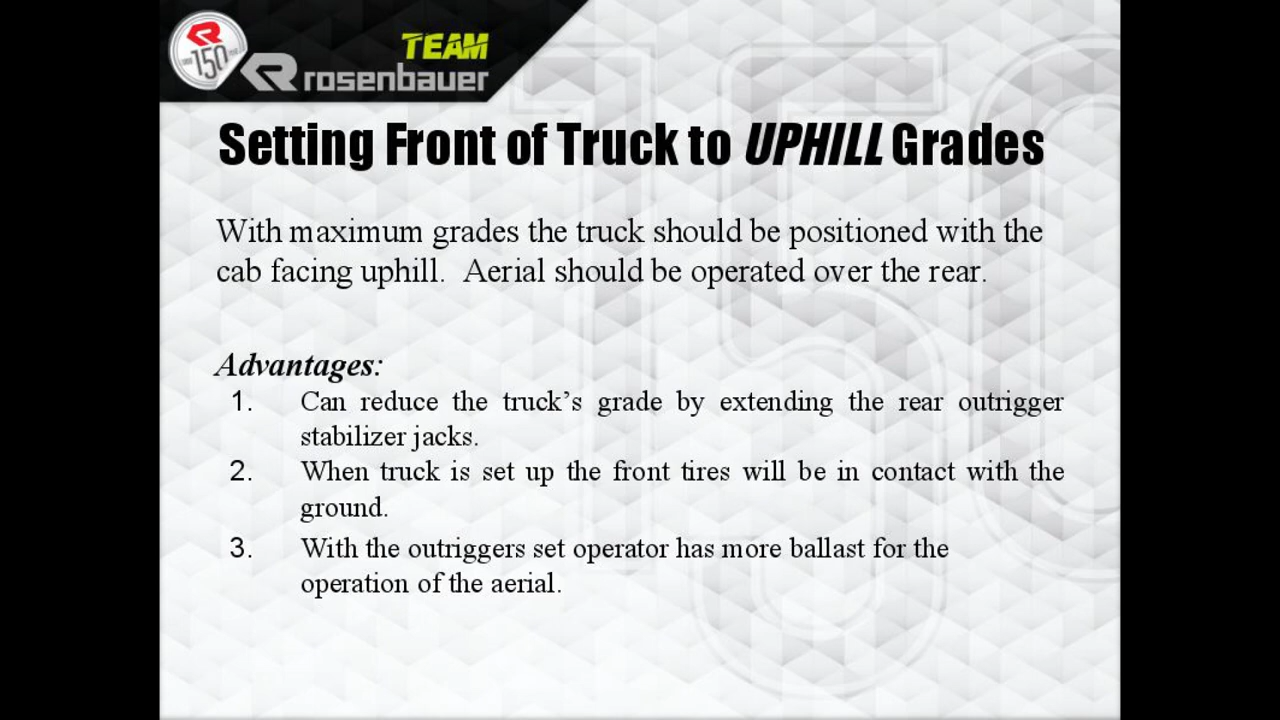 150
TEAM
rosenbauer
Setting Front of Truck to UPHILL Grades
With maximum grades the truck should be positioned with the
cab facing uphill.  Aerial should be operated over the rear.
Advantages:
1. Can reduce the truck’s grade by extending the rear outrigger
stabilizer jacks.
2. When truck is set up the front tires will be in contact with the
ground.
3. With the outriggers set operator has more ballast for the
operation of the aerial.